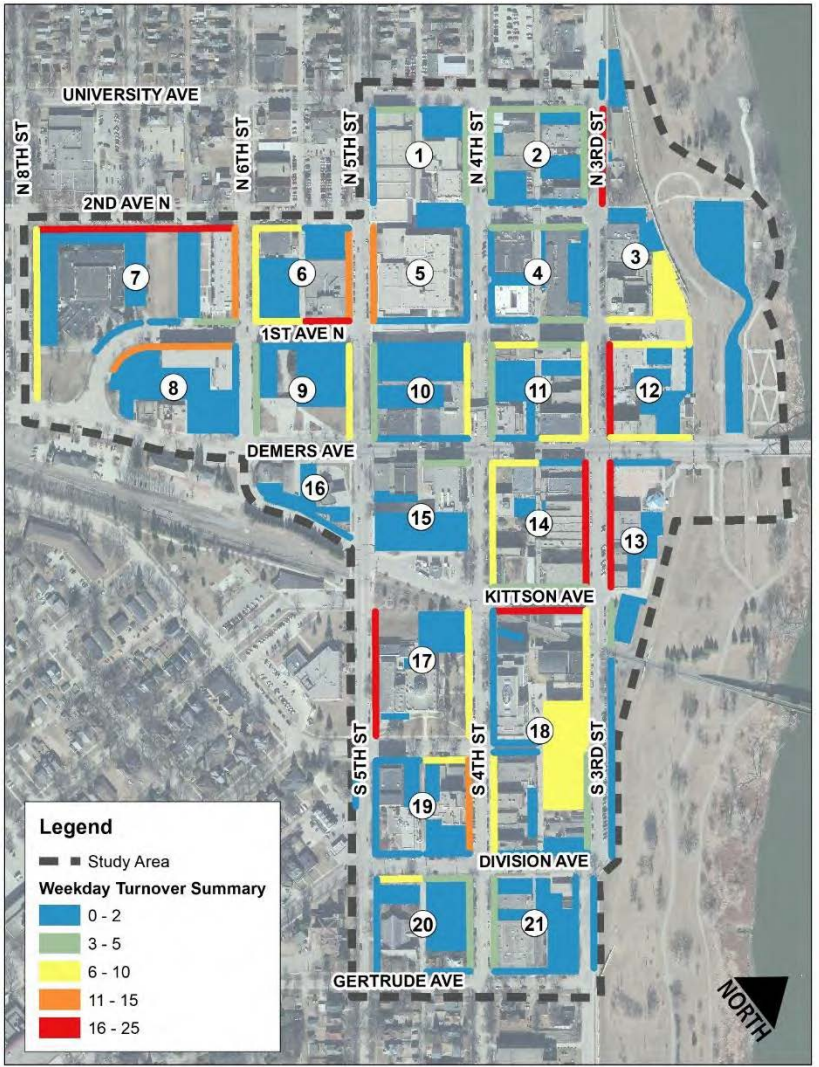 UNIVERSITY AVE
N 8TH ST
N 6TH ST
N 5TH ST
N 4TH ST
N 3RD ST
1
2
2ND AVE N
7
6
5
4
3
1ST AVE N
8
9
10
11
12
DEMERS AVE
16
15
14
13
KITTSON AVE
17
18
S 5TH ST
S 4TH ST
S 3RD ST
19
DIVISION AVE
20
21
GERTRUDE AVE
Legend
Study Area
Weekday Turnover Summary
0 - 2
3 - 5
6 - 10
11 - 15
16 - 25
NORTH